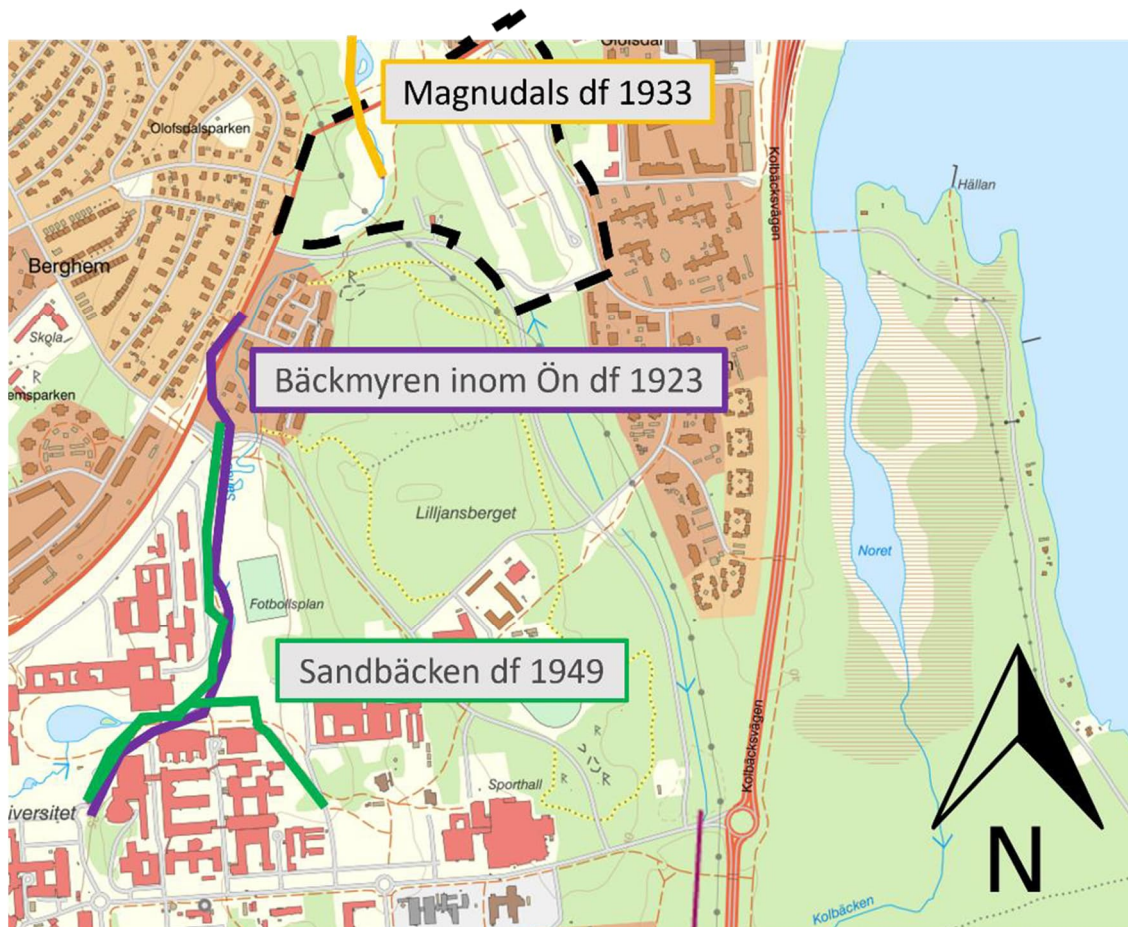 Olofsdal
Magnudals df 1933
Olofsdalsparken
Kolbäcksvägen
Hällan
Berghem
Skola
R
Bäckmyren inom Ön df 1923
R
emsparken
Lilljansberget
Noret
Fotbollsplan
Sandbäcken df 1949
Kolbäcksvägen
R
R
R
Sporthall
iversitet
N
Kolbäcken